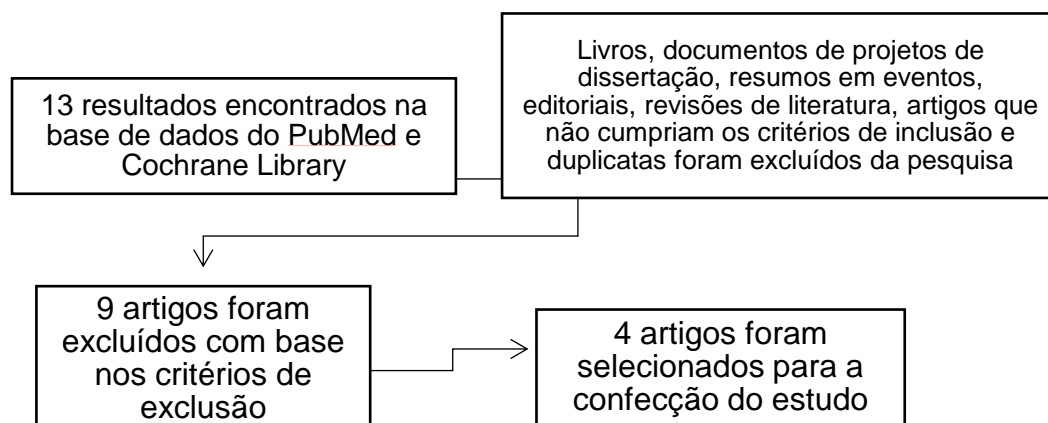 13 resultados encontrados na
base de dados do PubMed e
Cochrane Library
Livros, documentos de projetos de
dissertação, resumos em eventos,
editoriais, revisões de literatura, artigos que
não cumpriam os critérios de inclusão e
duplicatas foram excluídos da pesquisa
9 artigos foram
excluídos com base
nos critérios de
exclusão
4 artigos foram
selecionados para a
confecção do estudo